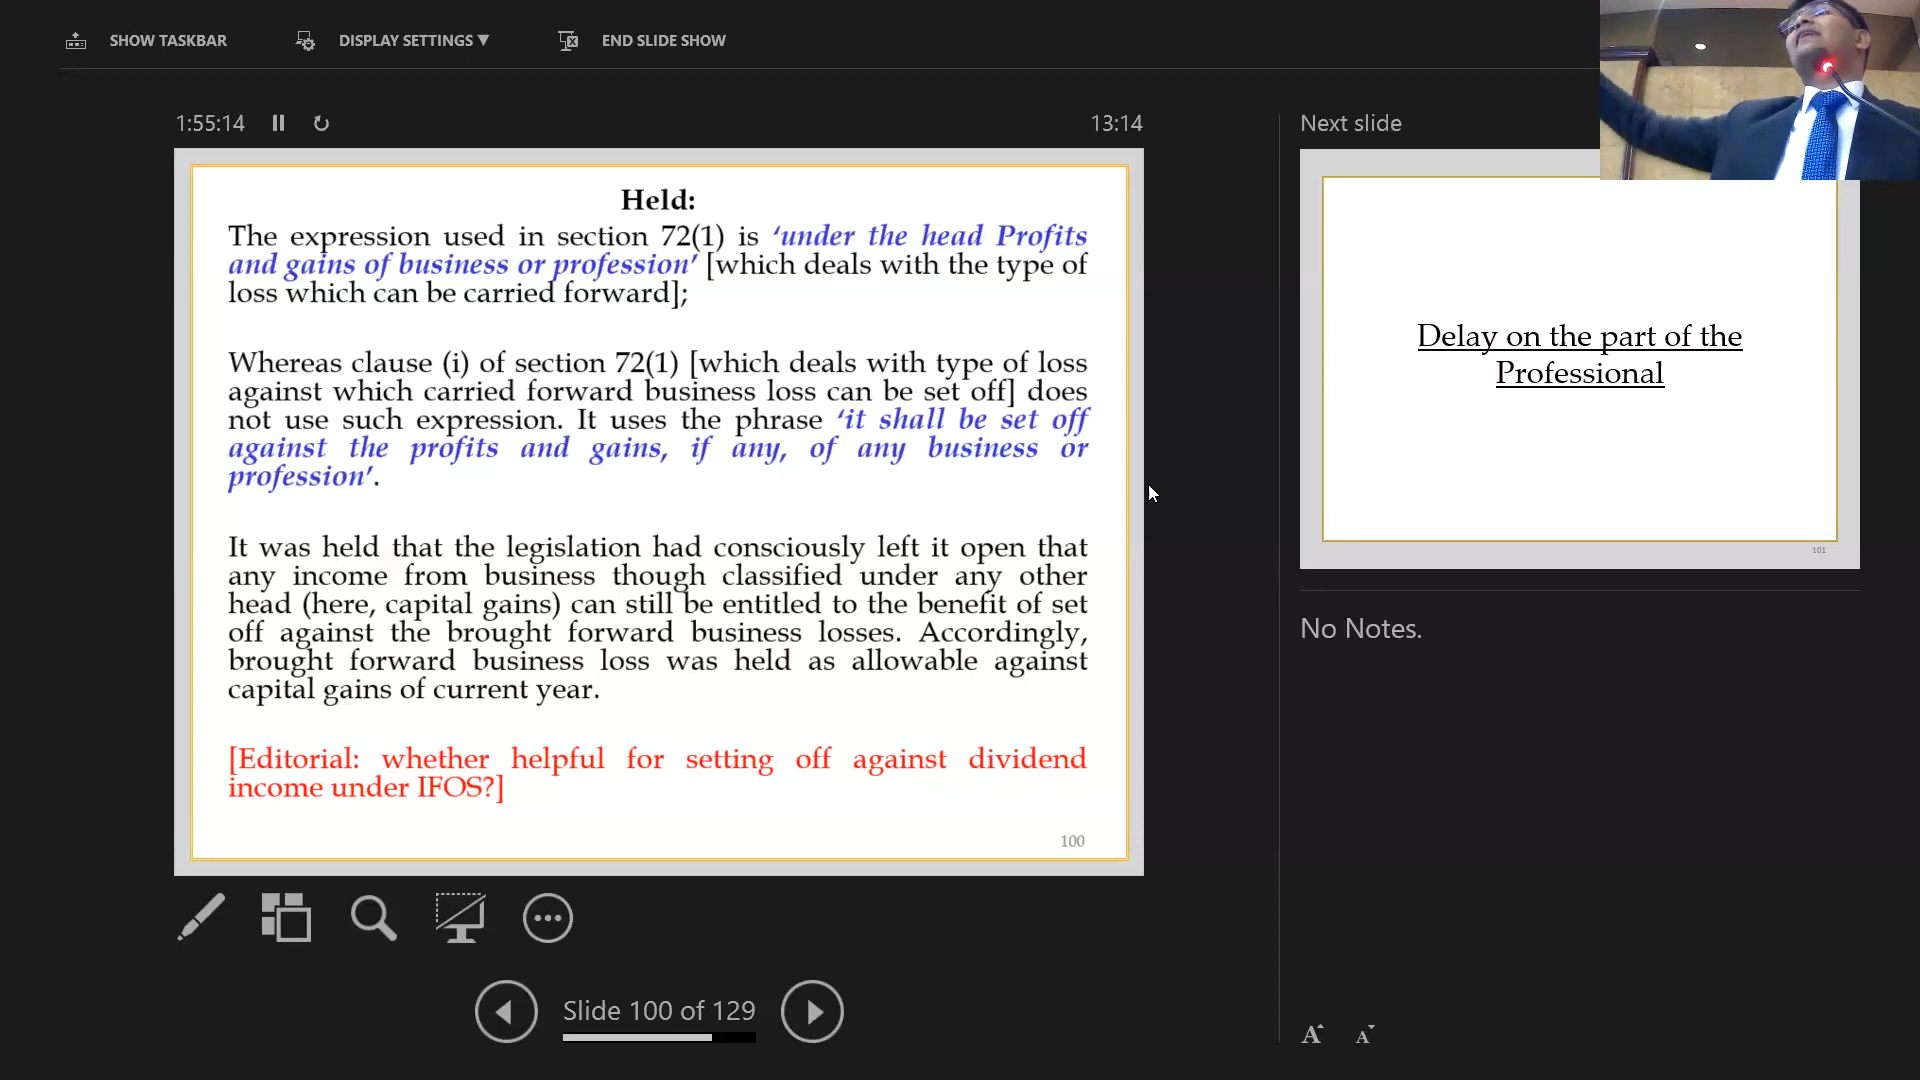 SHOW TASKBAR
DISPLAY SETTINGS ▼
END SLIDE SHOW
1:55:14
13:14
Held:
The expression used in section 72(1) is ‘under the head Profits
and gains of business or profession’ [which deals with the type of
loss which can be carried forward];
Whereas clause (i) of section 72(1) [which deals with type of loss
against which carried forward business loss can be set off] does
not use such expression. It uses the phrase ‘it shall be set off
against the profits and gains, if any, of any business or
profession’.
It was held that the legislation had consciously left it open that
any income from business though classified under any other
head (here, capital gains) can still be entitled to the benefit of set
off against the brought forward business losses. Accordingly,
brought forward business loss was held as allowable against
capital gains of current year.
[Editorial: whether helpful for setting off against dividend
income under IFOS?]
100
Slide 100 of 129
Next slide
Delay on the part of the
Professional
101
No Notes.
A A